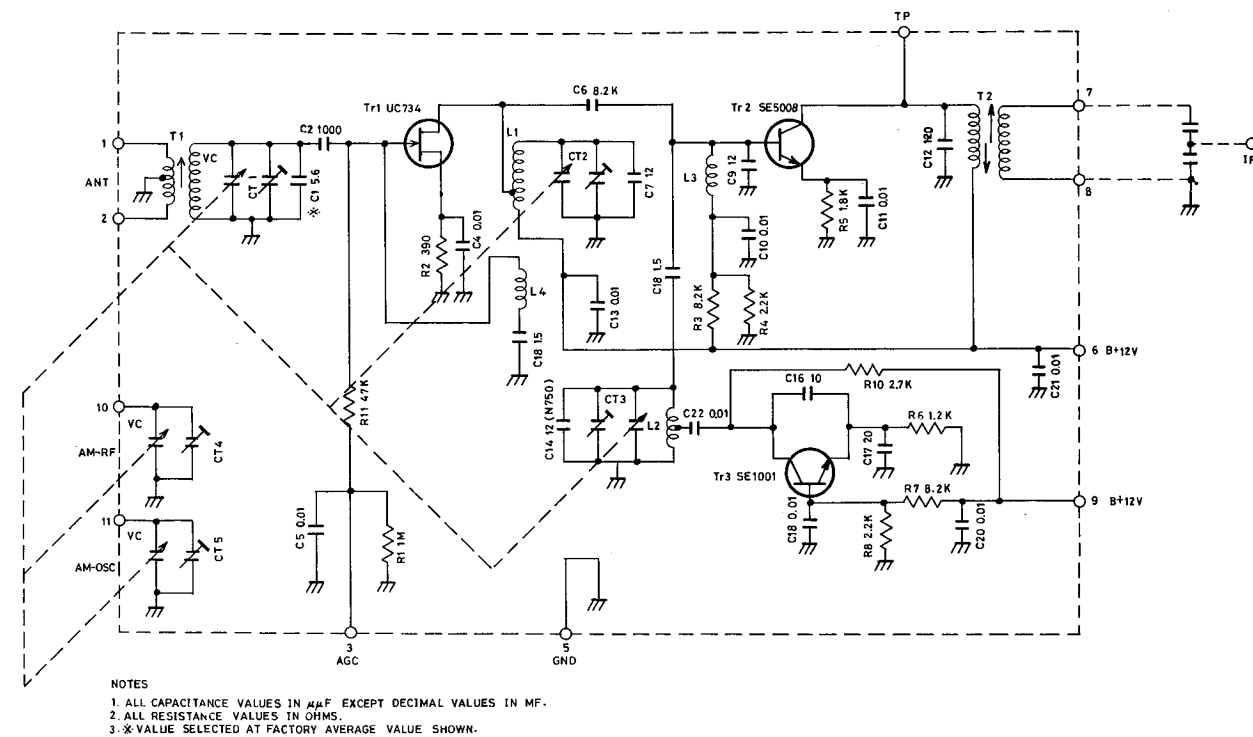 TP
C6 8.2K
Tr1 UC734
Tr2 SE5008
T2
7
C2 1000
L1
1
T1
VC
CT2
C12 120
IF
CT1
C7 12
L3
C9 12
ANT
※ C1 5.6
2
8
R5 1.8K
C11 0.01
C4 0.01
R2 390
C10 0.01
L4
C18 1.5
C13 0.01
R3 8.2K
R4 2.2K
C18 1.5
6 B+12V
C21 0.01
C16 10
R10 2.7K
R11 47K
CT3
10
VC
C14 12 (N750)
L2
C22 0.01
R6 1.2K
CT4
AM-RF
C17 20
Tr3 SE1001
R7 8.2K
9 B+12V
11
VC
C5 0.01
R1 1M
C18 0.01
R8 2.2K
C20 0.01
CT5
AM-OSC
3
AGC
5
GND
NOTES
1. ALL CAPACITANCE VALUES IN μμF EXCEPT DECIMAL VALUES IN MF.
2. ALL RESISTANCE VALUES IN OHMS.
3. ※ VALUE SELECTED AT FACTORY AVERAGE VALUE SHOWN.